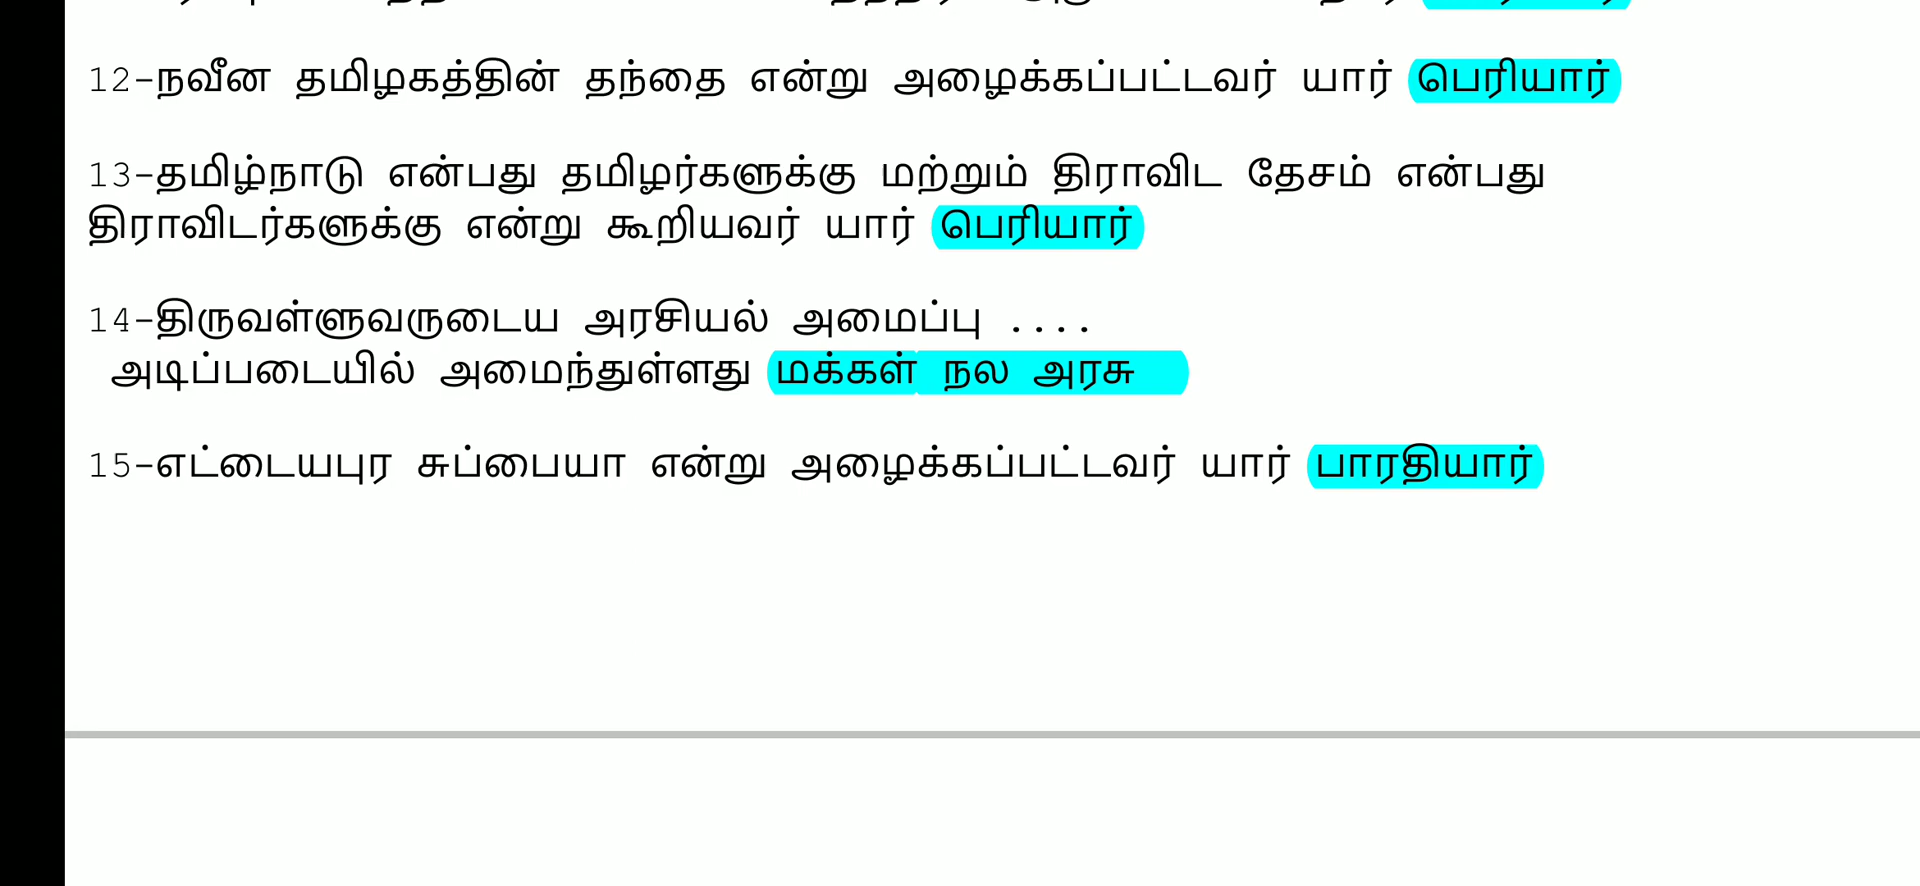 12-நவீன தமிழகத்தின் தந்தை என்று அழைக்கப்பட்டவர் யார் பெரியார்
13-தமிழ்நாடு என்பது தமிழர்களுக்கு மற்றும் திராவிட தேசம் என்பது
திராவிடர்களுக்கு என்று கூறியவர் யார் பெரியார்
14-திருவள்ளுவருடைய அரசியல் அமைப்பு ....
அடிப்படையில் அமைந்துள்ளது மக்கள் நல அரசு
15-எட்டையபுர சுப்பையா என்று அழைக்கப்பட்டவர் யார் பாரதியார்